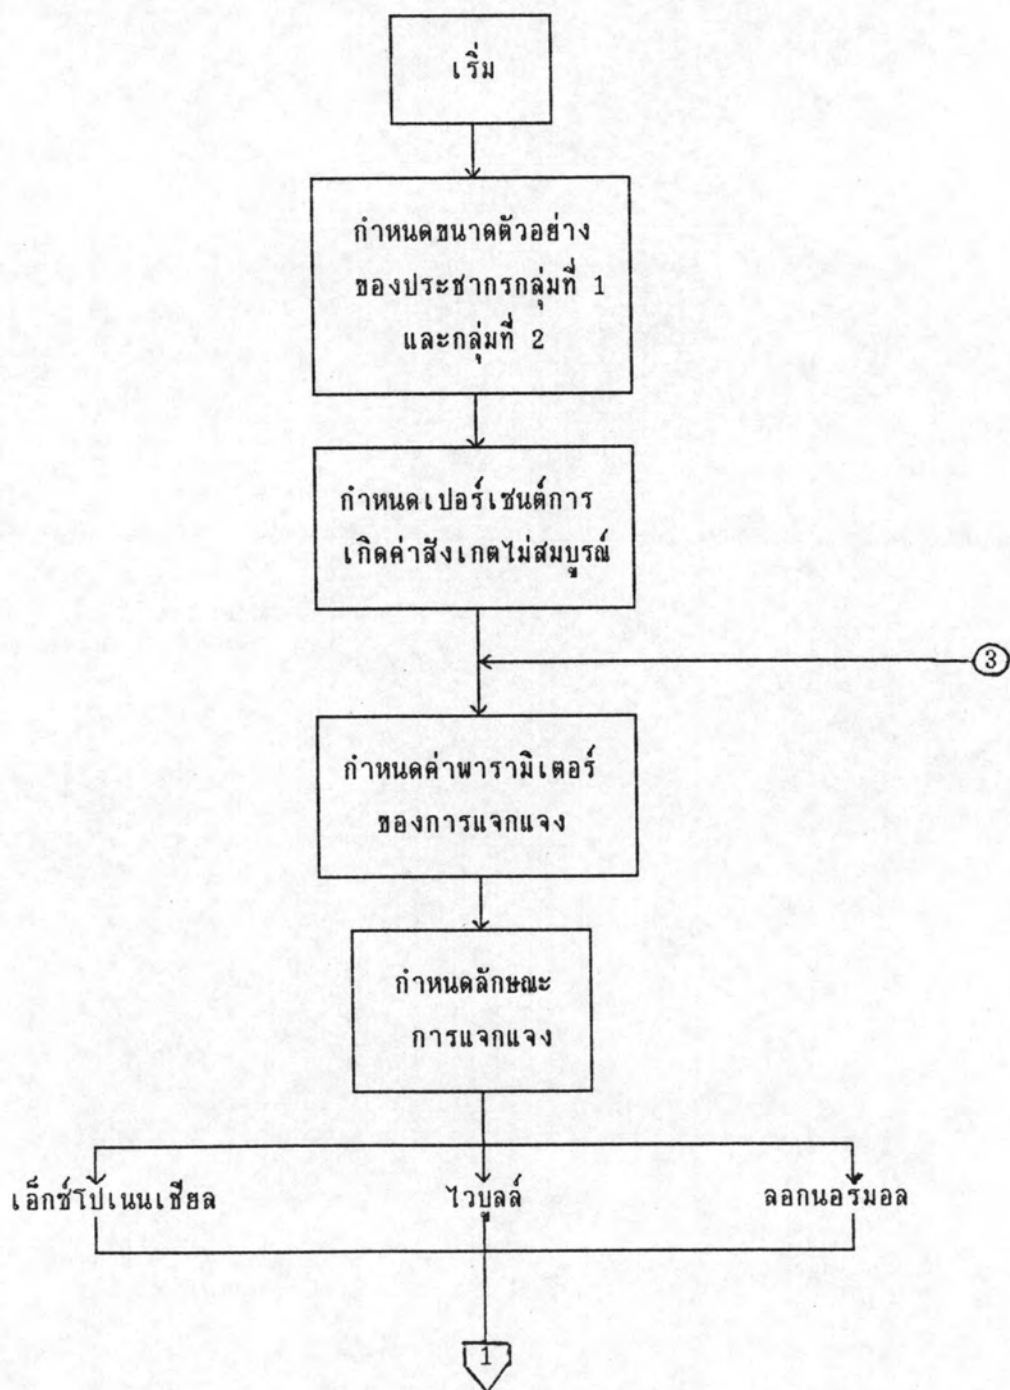 เริ่ม
กำหนดขนาดตัวอย่าง
ของประชากรกลุ่มที่ 1
และกลุ่มที่ 2
กำหนดเปอร์เซนต์การ
เกิดค่าสังเกตไม่สมบูรณ์
3
กำหนดค่าพารามิเตอร์
ของการแจกแจง
กำหนดลักษณะ
การแจกแจง
เอ็กซ์โปเนนเชียล ไวบูลล์ ลอกนอร์มอล
1